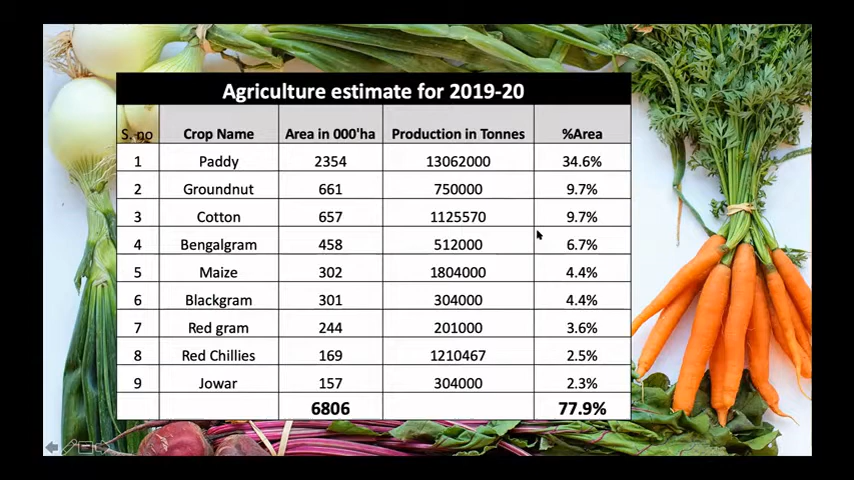 Agriculture estimate for 2019-20
S. no Crop Name Area in 000'ha Production in Tonnes %Area
1 Paddy 2354 13062000 34.6%
2 Groundnut 661 750000 9.7%
3 Cotton 657 1125570 9.7%
4 Bengalgram 458 512000 6.7%
5 Maize 302 1804000 4.4%
6 Blackgram 301 304000 4.4%
7 Red gram 244 201000 3.6%
8 Red Chillies 169 1210467 2.5%
9 Jowar 157 304000 2.3%
6806 77.9%